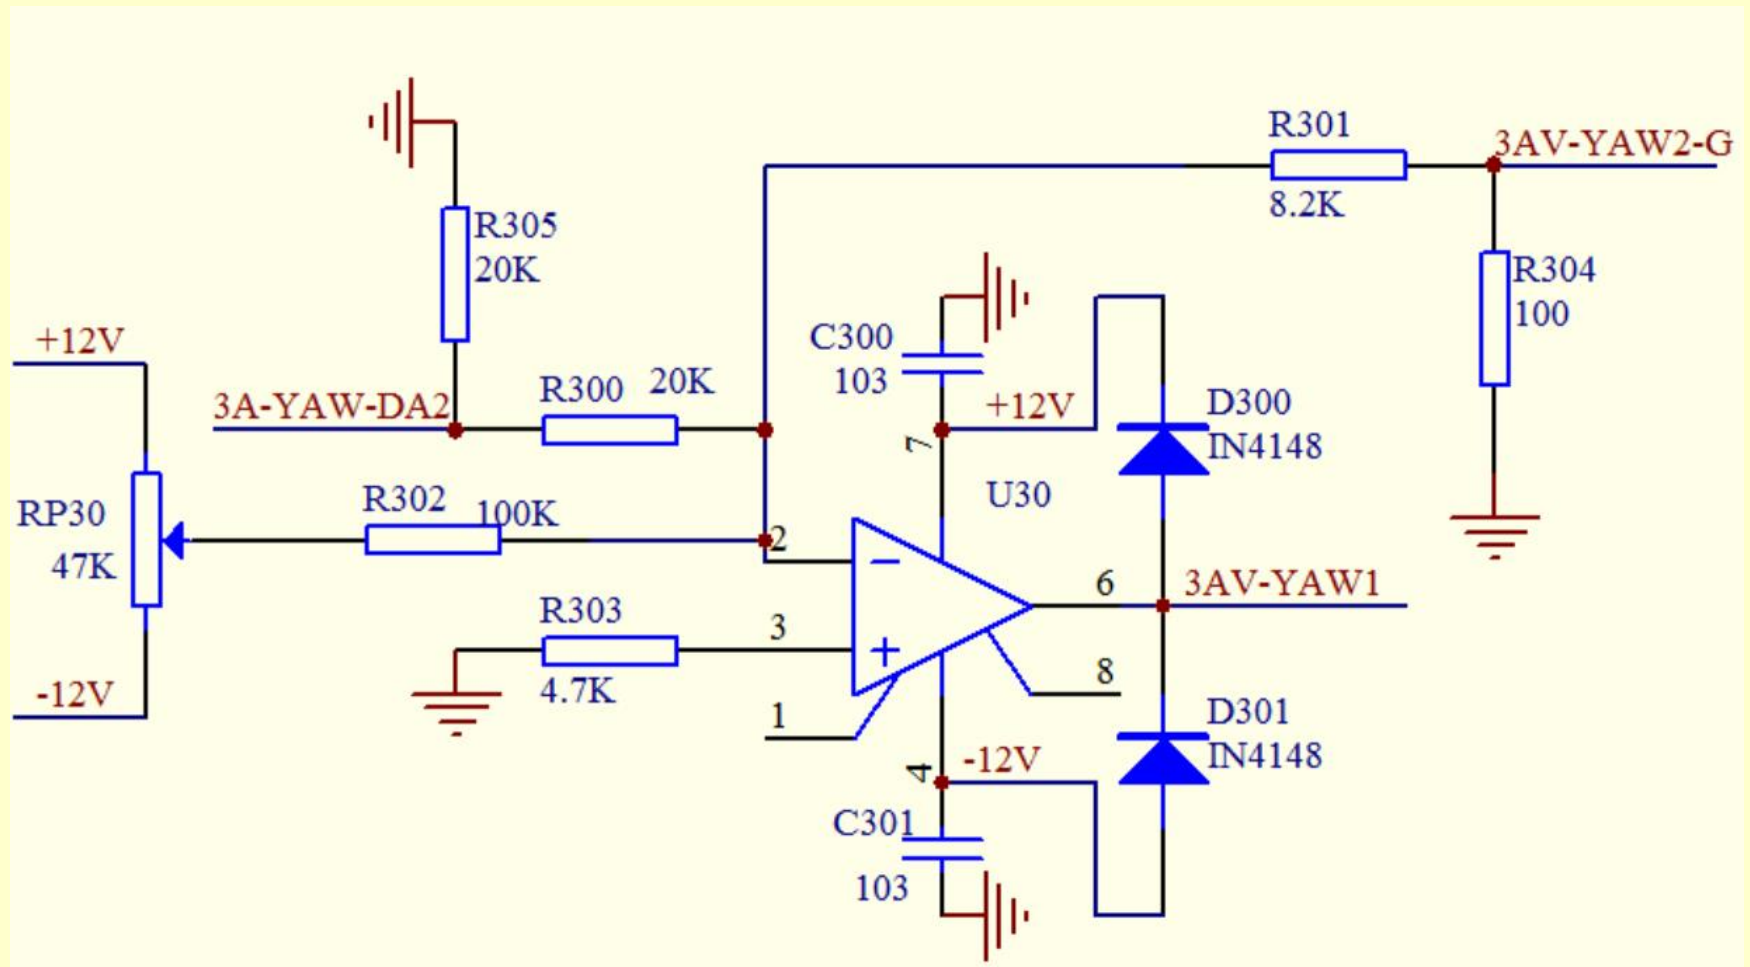 R301
3AV-YAW2-G
8.2K
R305
20K
R304
100
+12V
C300
103
R300
20K
3A-YAW-DA2
+12V
D300
IN4148
7
R302
100K
U30
RP30
47K
2
R303
4.7K
3
6
3AV-YAW1
8
-12V
1
D301
IN4148
4
-12V
C301
103